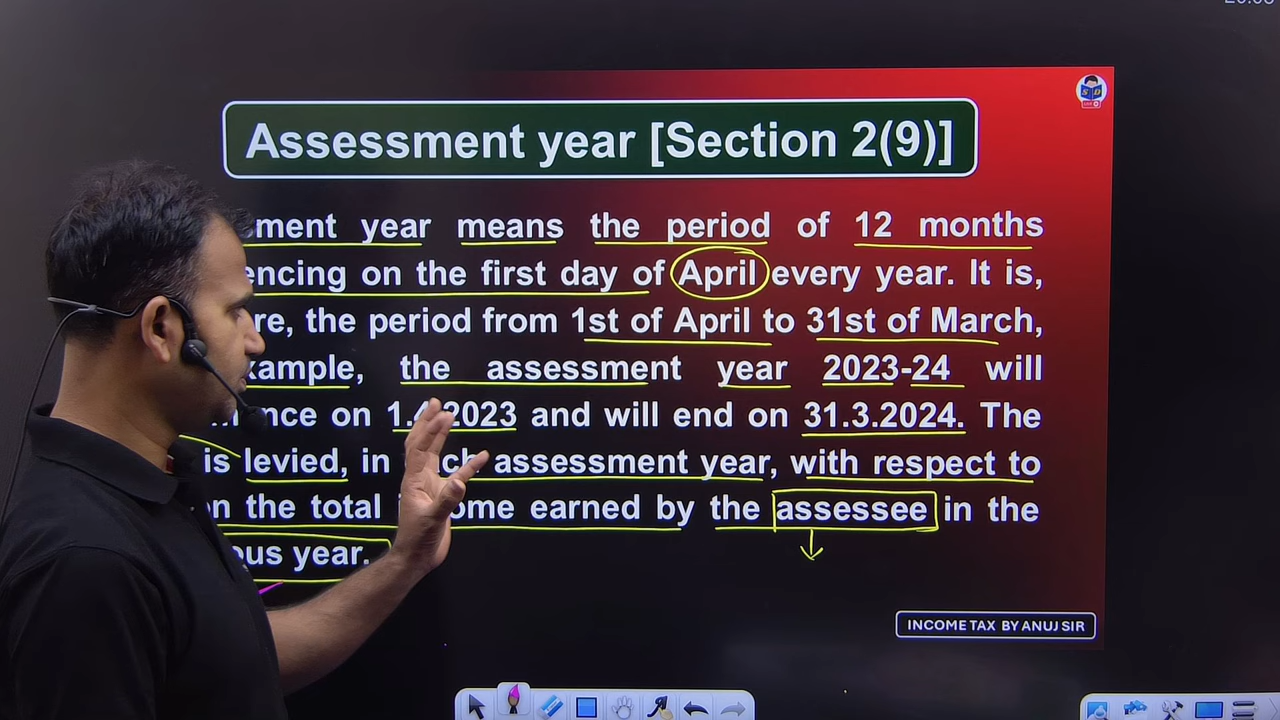 Assessment year [Section 2(9)]
ment year means the period of 12 months
encing on the first day of April every year. It is,
re, the period from 1st of April to 31st of March,
xample, the assessment year 2023-24 will
nce on 1.4.2023 and will end on 31.3.2024. The
is levied, in each assessment year, with respect to
n the total income earned by the assessee in the
ous year.
INCOME TAX BY ANUJ SIR